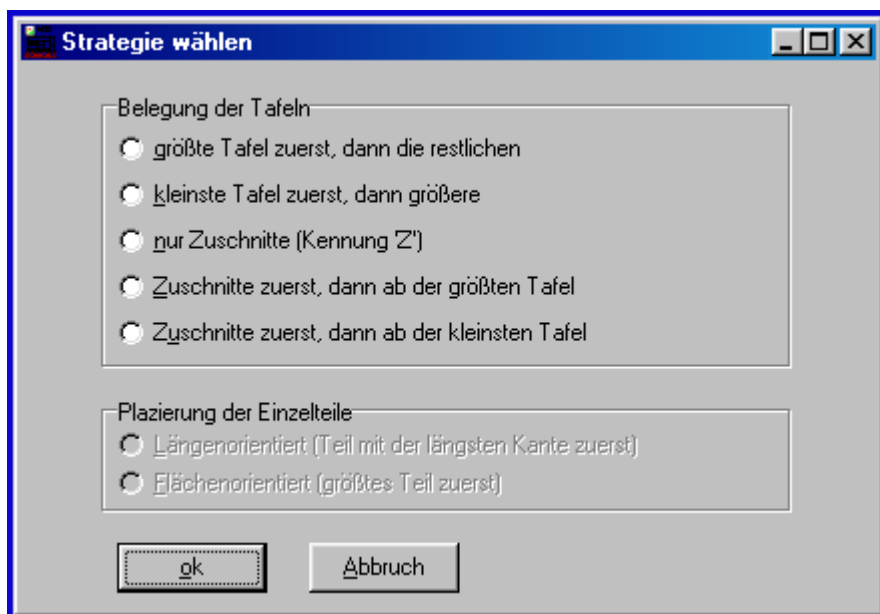 Strategie wählen
Belegung der Tafeln
größte Tafel zuerst, dann die restlichen
kleinste Tafel zuerst, dann größere
nur Zuschnitte (Kennung 'Z')
Zuschnitte zuerst, dann ab der größten Tafel
Zuschnitte zuerst, dann ab der kleinsten Tafel
Plazierung der Einzelteile
Längenorientiert (Teil mit der längsten Kante zuerst)
Flächenorientiert (größtes Teil zuerst)
ok
Abbruch